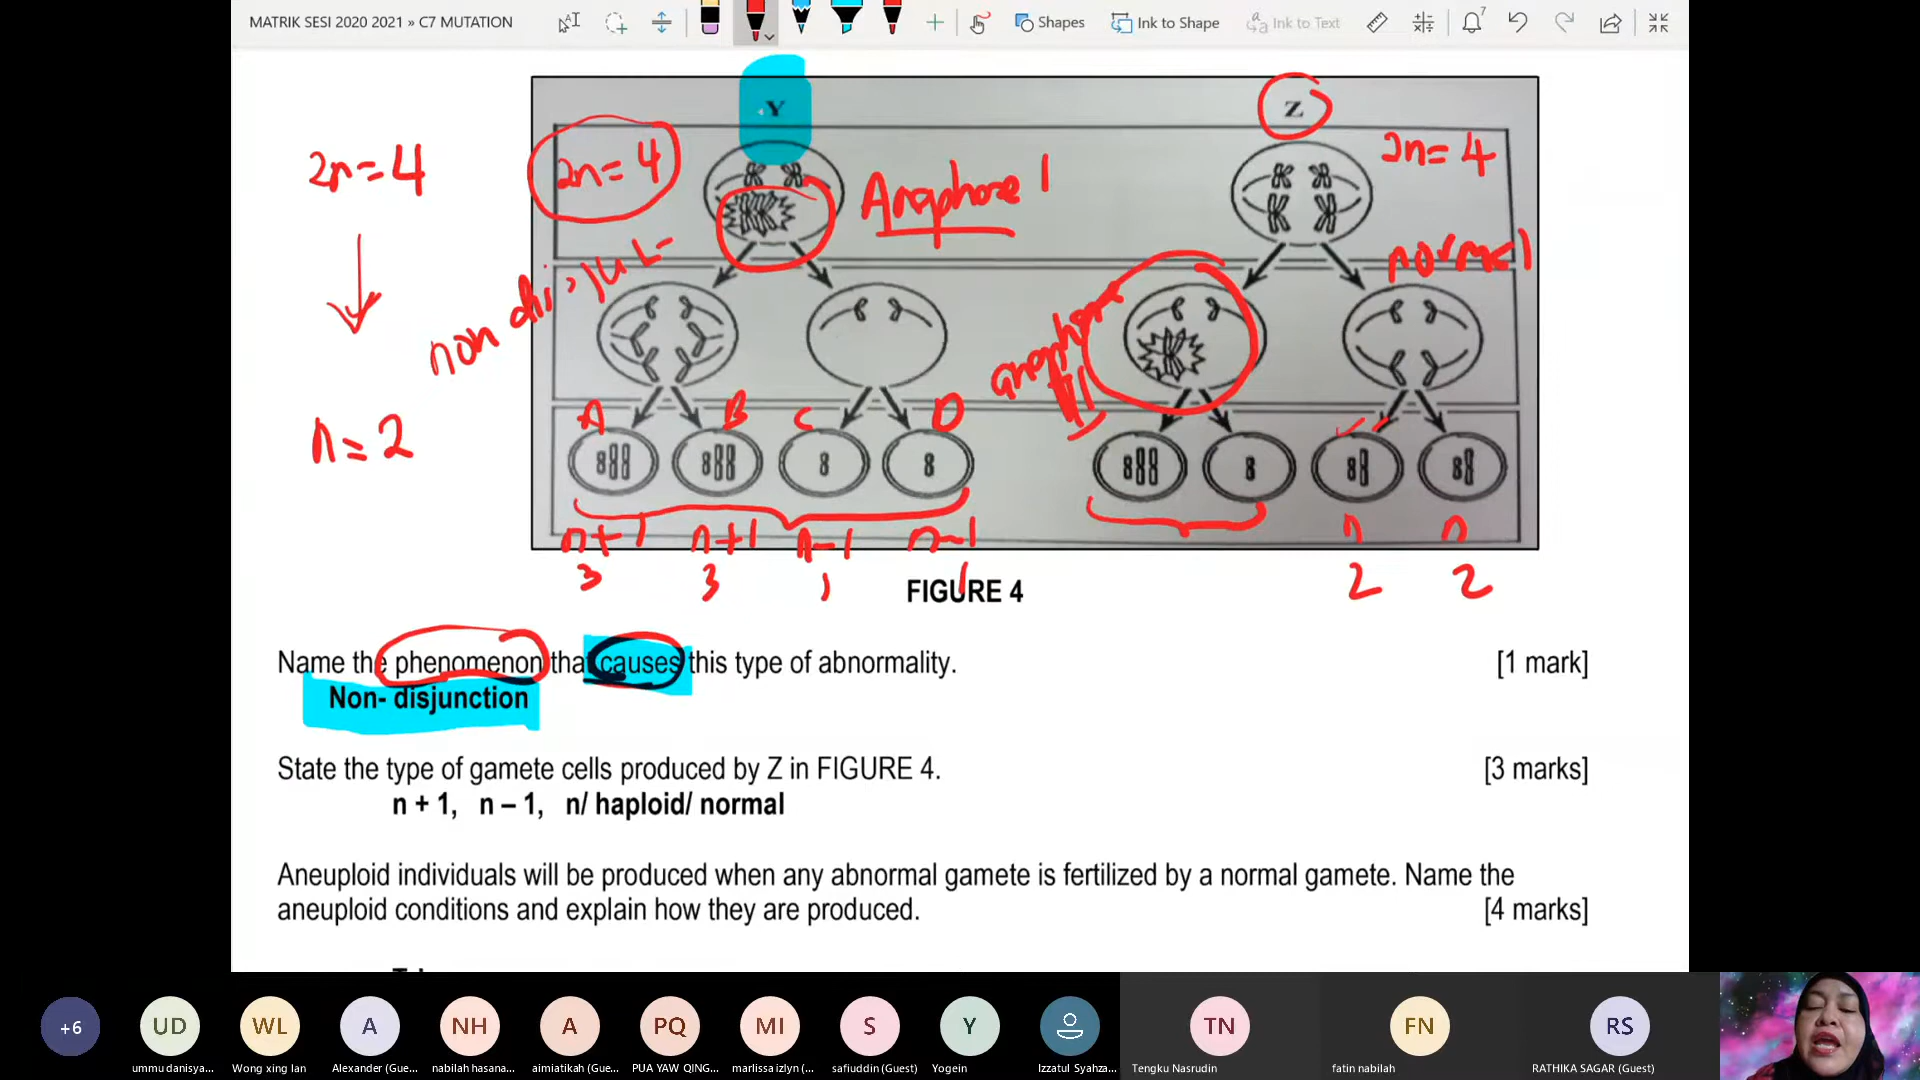 MATRIK SESI 2020 2021 » C7 MUTATION
Shapes
Ink to Shape
Ink to Text
7
Y
Z
2n=4
2n=4
2n=4
Anaphase 1
normal
non
anaphase
A
B
C
D
n=2
n+1 n+1 n-1 n-1 n n
3 3 1 1 2 2
FIGURE 4
Name the phenomenon that causes this type of abnormality. [1 mark]
Non- disjunction
State the type of gamete cells produced by Z in FIGURE 4. [3 marks]
n + 1, n – 1, n/ haploid/ normal
Aneuploid individuals will be produced when any abnormal gamete is fertilized by a normal gamete. Name the
aneuploid conditions and explain how they are produced. [4 marks]
+6 UD WL A NH A PQ MI S Y TN FN RS
ummu danisya... Wong xing lan Alexander (Gue... nabilah hasana... aimiatikah (Gue... PUA YAW QING... marlissa izlyn (... safiuddin (Guest) Yogein Izzatul Syahza... Tengku Nasrudin fatin nabilah RATHIKA SAGAR (Guest)